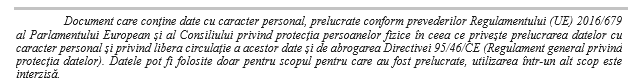 Document care conține date cu caracter personal, prelucrate conform prevederilor Regulamentului (UE) 2016/679
al Parlamentului European și al Consiliului privind protecția persoanelor fizice în ceea ce privește prelucrarea datelor cu
caracter personal și privind libera circulație a acestor date și de abrogarea Directivei 95/46/CE (Regulament general privind
protecția datelor). Datele pot fi folosite doar pentru scopul pentru care au fost prelucrate, utilizarea într-un alt scop este
interzisă.